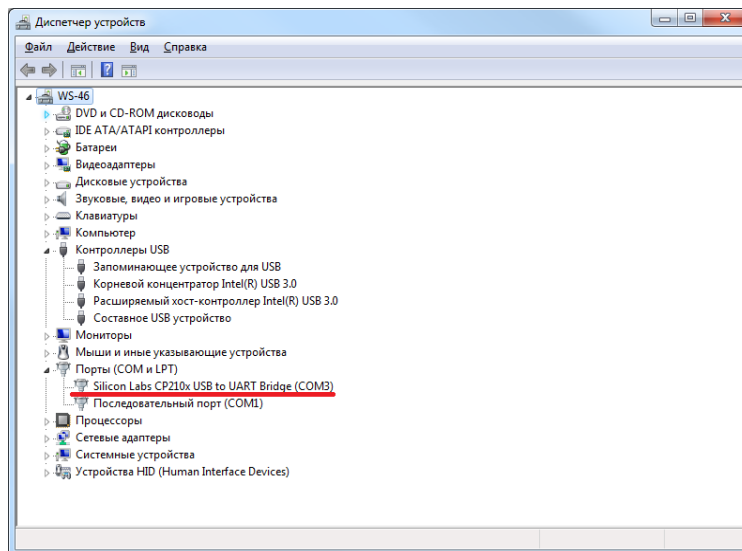 Диспетчер устройств
Файл Действие Вид Справка
WS-46
DVD и CD-ROM дисководы
IDE ATA/ATAPI контроллеры
Батареи
Видеоадаптеры
Дисковые устройства
Звуковые, видео и игровые устройства
Клавиатуры
Компьютер
Контроллеры USB
Запоминающее устройство для USB
Корневой концентратор Intel(R) USB 3.0
Расширяемый хост-контроллер Intel(R) USB 3.0
Составное USB устройство
Мониторы
Мыши и иные указывающие устройства
Порты (COM и LPT)
Silicon Labs CP210x USB to UART Bridge (COM3)
Последовательный порт (COM1)
Процессоры
Сетевые адаптеры
Системные устройства
Устройства HID (Human Interface Devices)